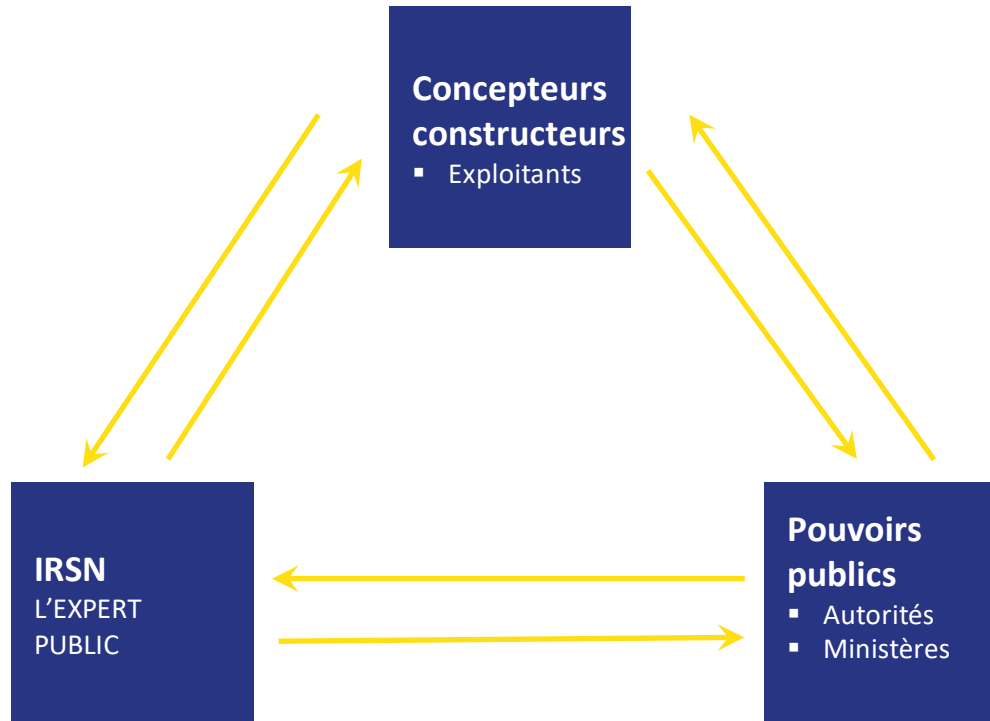 Concepteurs
constructeurs
▪ Exploitants
IRSN
L’EXPERT
PUBLIC
Pouvoirs
publics
▪ Autorités
▪ Ministères